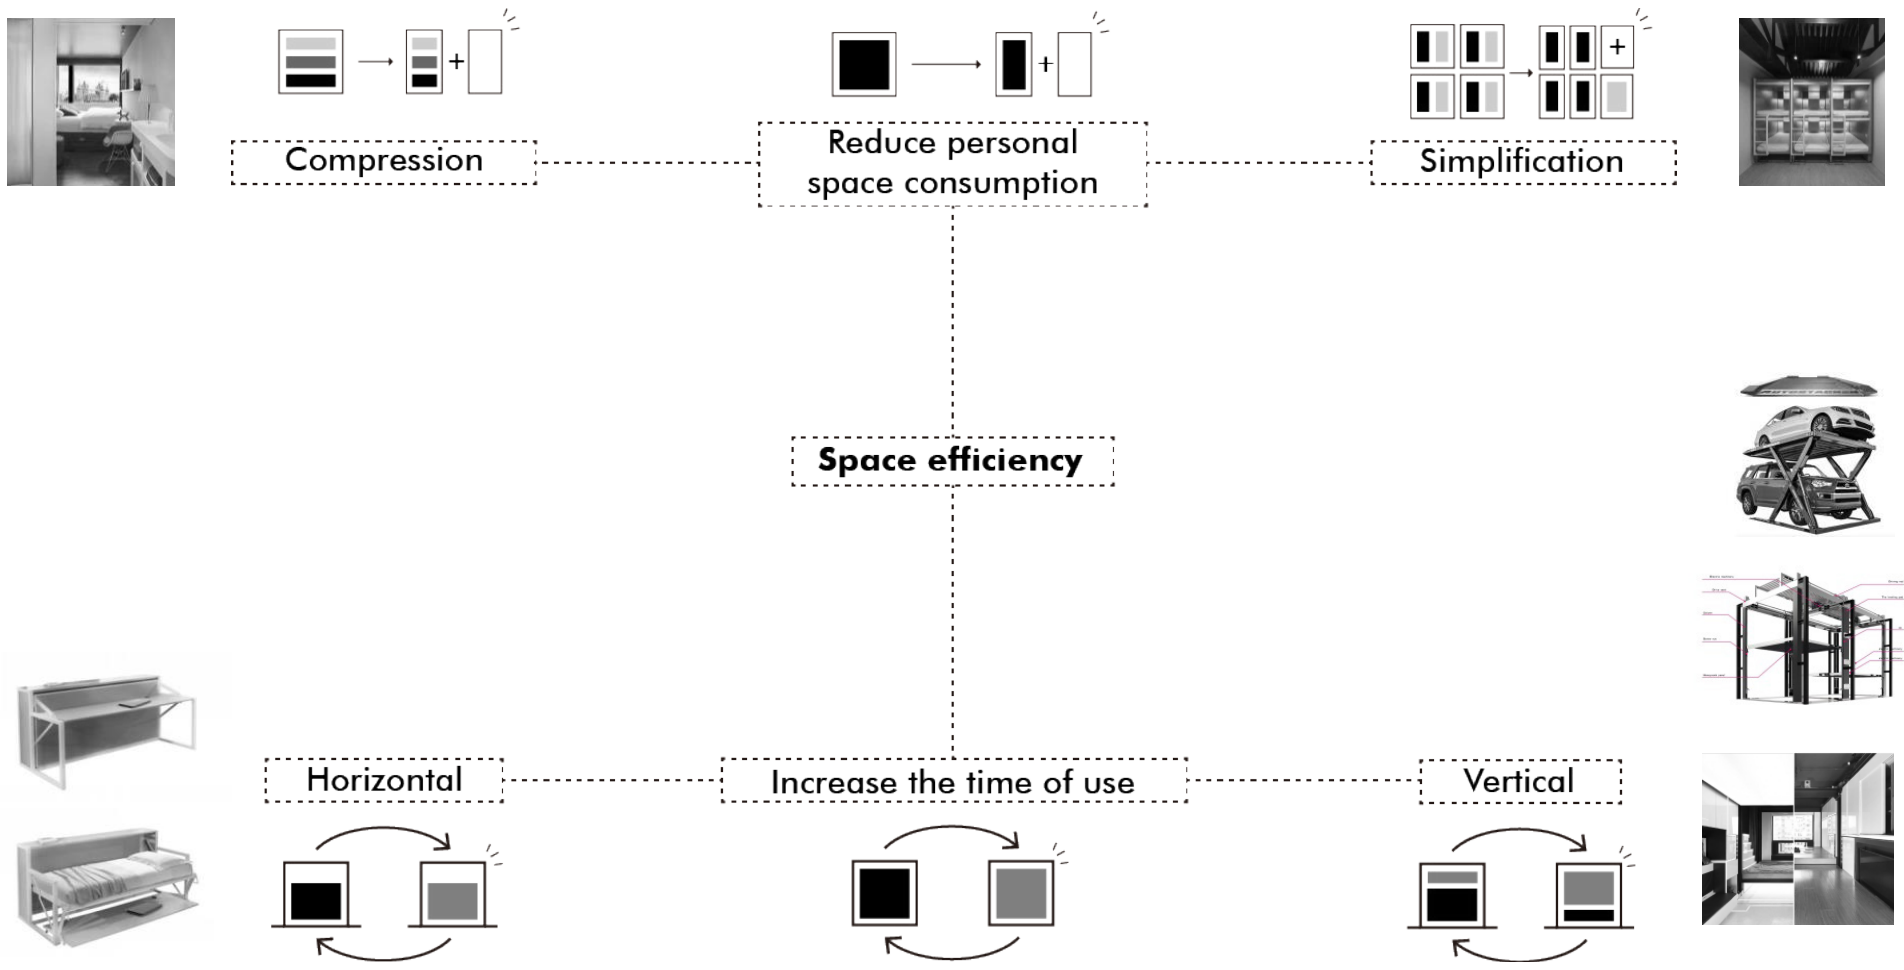 Compression
Reduce personal
space consumption
Simplification
Space efficiency
Horizontal
Increase the time of use
Vertical